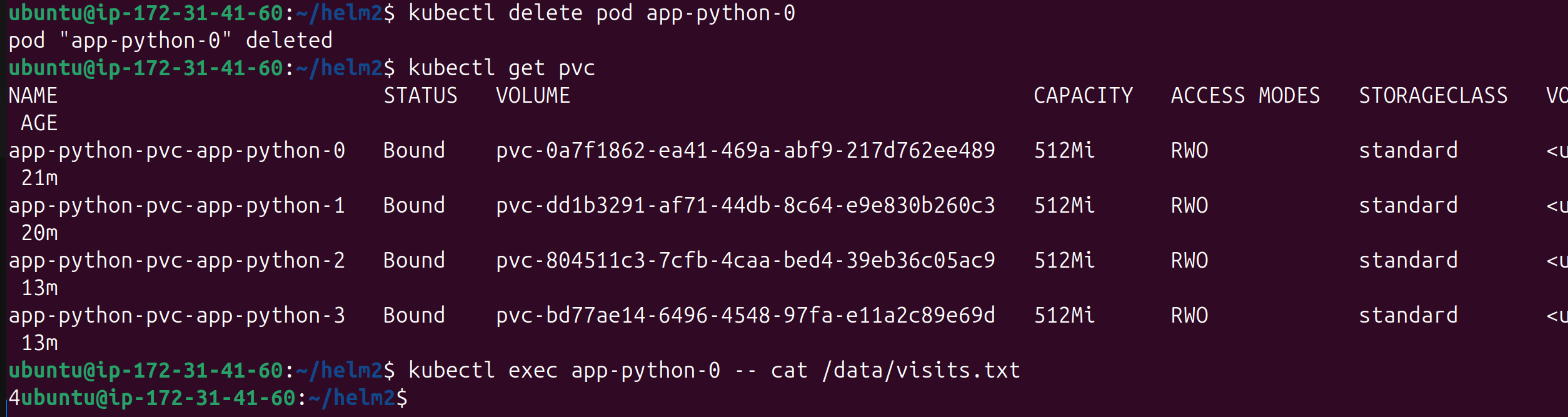 ubuntu@ip-172-31-41-60:~/helm2$ kubectl delete pod app-python-0
pod "app-python-0" deleted
ubuntu@ip-172-31-41-60:~/helm2$ kubectl get pvc
NAME STATUS VOLUME CAPACITY ACCESS MODES STORAGECLASS VO
AGE
app-python-pvc-app-python-0 Bound pvc-0a7f1862-ea41-469a-abf9-217d762ee489 512Mi RWO standard <u
21m
app-python-pvc-app-python-1 Bound pvc-dd1b3291-af71-44db-8c64-e9e830b260c3 512Mi RWO standard <u
20m
app-python-pvc-app-python-2 Bound pvc-804511c3-7cfb-4caa-bed4-39eb36c05ac9 512Mi RWO standard <u
13m
app-python-pvc-app-python-3 Bound pvc-bd77ae14-6496-4548-97fa-e11a2c89e69d 512Mi RWO standard <u
13m
ubuntu@ip-172-31-41-60:~/helm2$ kubectl exec app-python-0 -- cat /data/visits.txt
4ubuntu@ip-172-31-41-60:~/helm2$